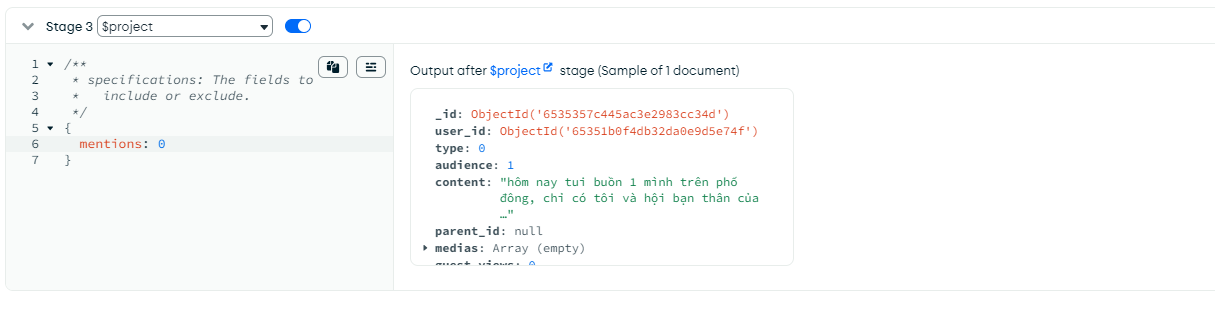 Stage 3 $project
1 /**
2 * specifications: The fields to
3 *   include or exclude.
4 */
5 {
6   mentions: 0
7 }
Output after $project stage (Sample of 1 document)
_id: ObjectId('6535357c445ac3e2983cc34d')
user_id: ObjectId('65351b0f4db32da0e9d5e74f')
type: 0
audience: 1
content: "hôm nay tui buồn 1 mình trên phố
đông, chỉ có tôi và hội bạn thân của
…"
parent_id: null
medias: Array (empty)
guest_views: 0